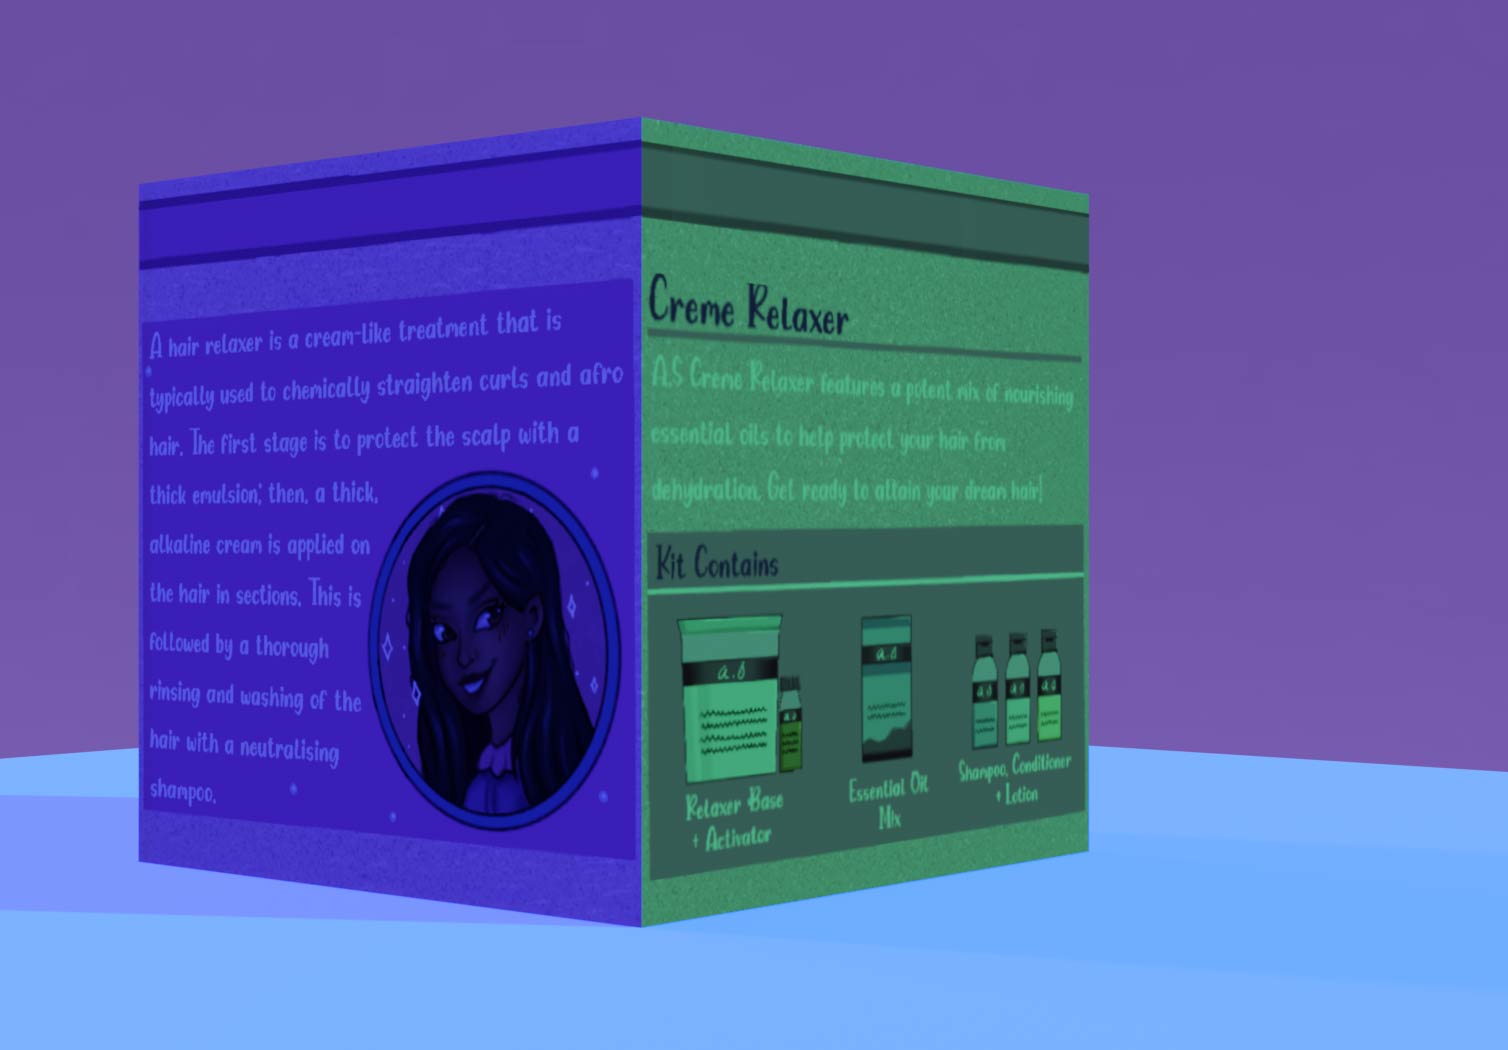 A hair relaxer is a cream-like treatment that is
typically used to chemically straighten curls and afro
hair. The first stage is to protect the scalp with a
thick emulsion; then, a thick,
alkaline cream is applied on
the hair in sections. This is
followed by a thorough
rinsing and washing of the
hair with a neutralising
shampoo.
Creme Relaxer
A.S Creme Relaxer features a potent mix of nourishing
essential oils to help protect your hair from
dehydration. Get ready to attain your dream hair!
Kit Contains
a.s
a.s
a.s
a.s
a.s
a.s
Relaxer Base
+ Activator
Essential Oil
Mix
Shampoo, Conditioner
+ Lotion